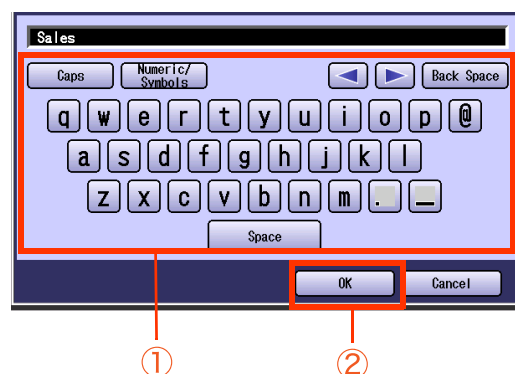 Sales
Caps Numeric/ Back Space
Symbols
q w e r t y u i o p @
a s d f g h j k l
z x c v b n m . _
Space
OK Cancel
① ②